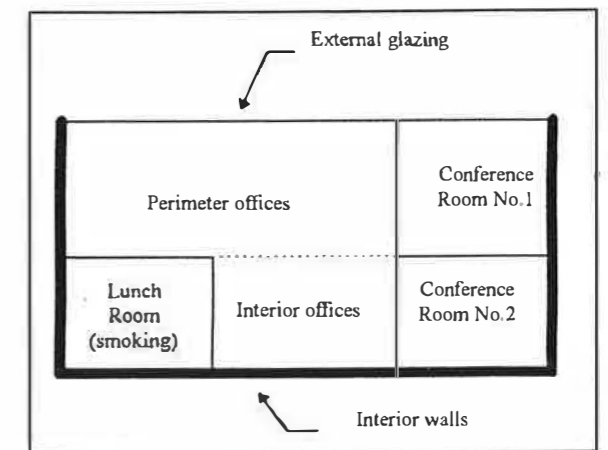 External glazing
Conference
Room No.1
Perimeter offices
Lunch
Room
(smoking)
Interior offices
Conference
Room No.2
Interior walls